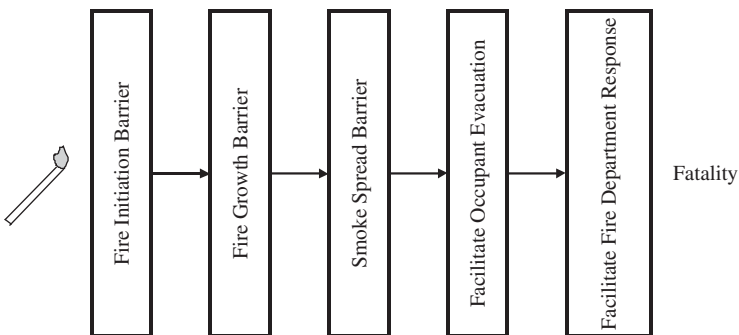 Fire Initiation Barrier
Fire Growth Barrier
Smoke Spread Barrier
Facilitate Occupant Evacuation
Facilitate Fire Department Response
Fatality